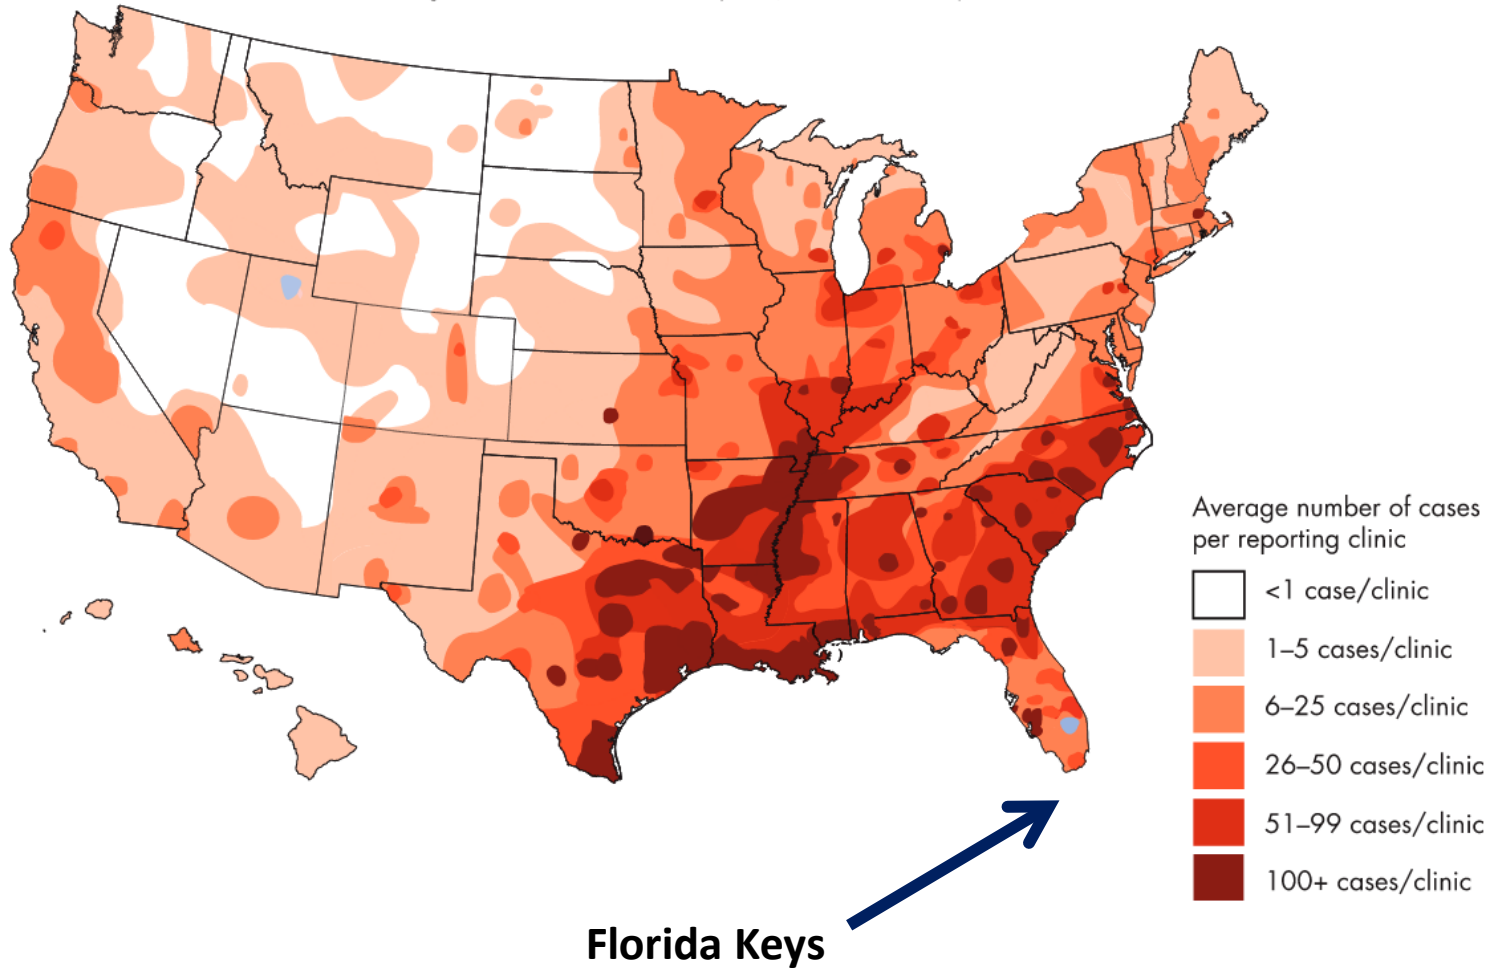 Average number of cases
per reporting clinic
<1 case/clinic
1–5 cases/clinic
6–25 cases/clinic
26–50 cases/clinic
51–99 cases/clinic
100+ cases/clinic
Florida Keys